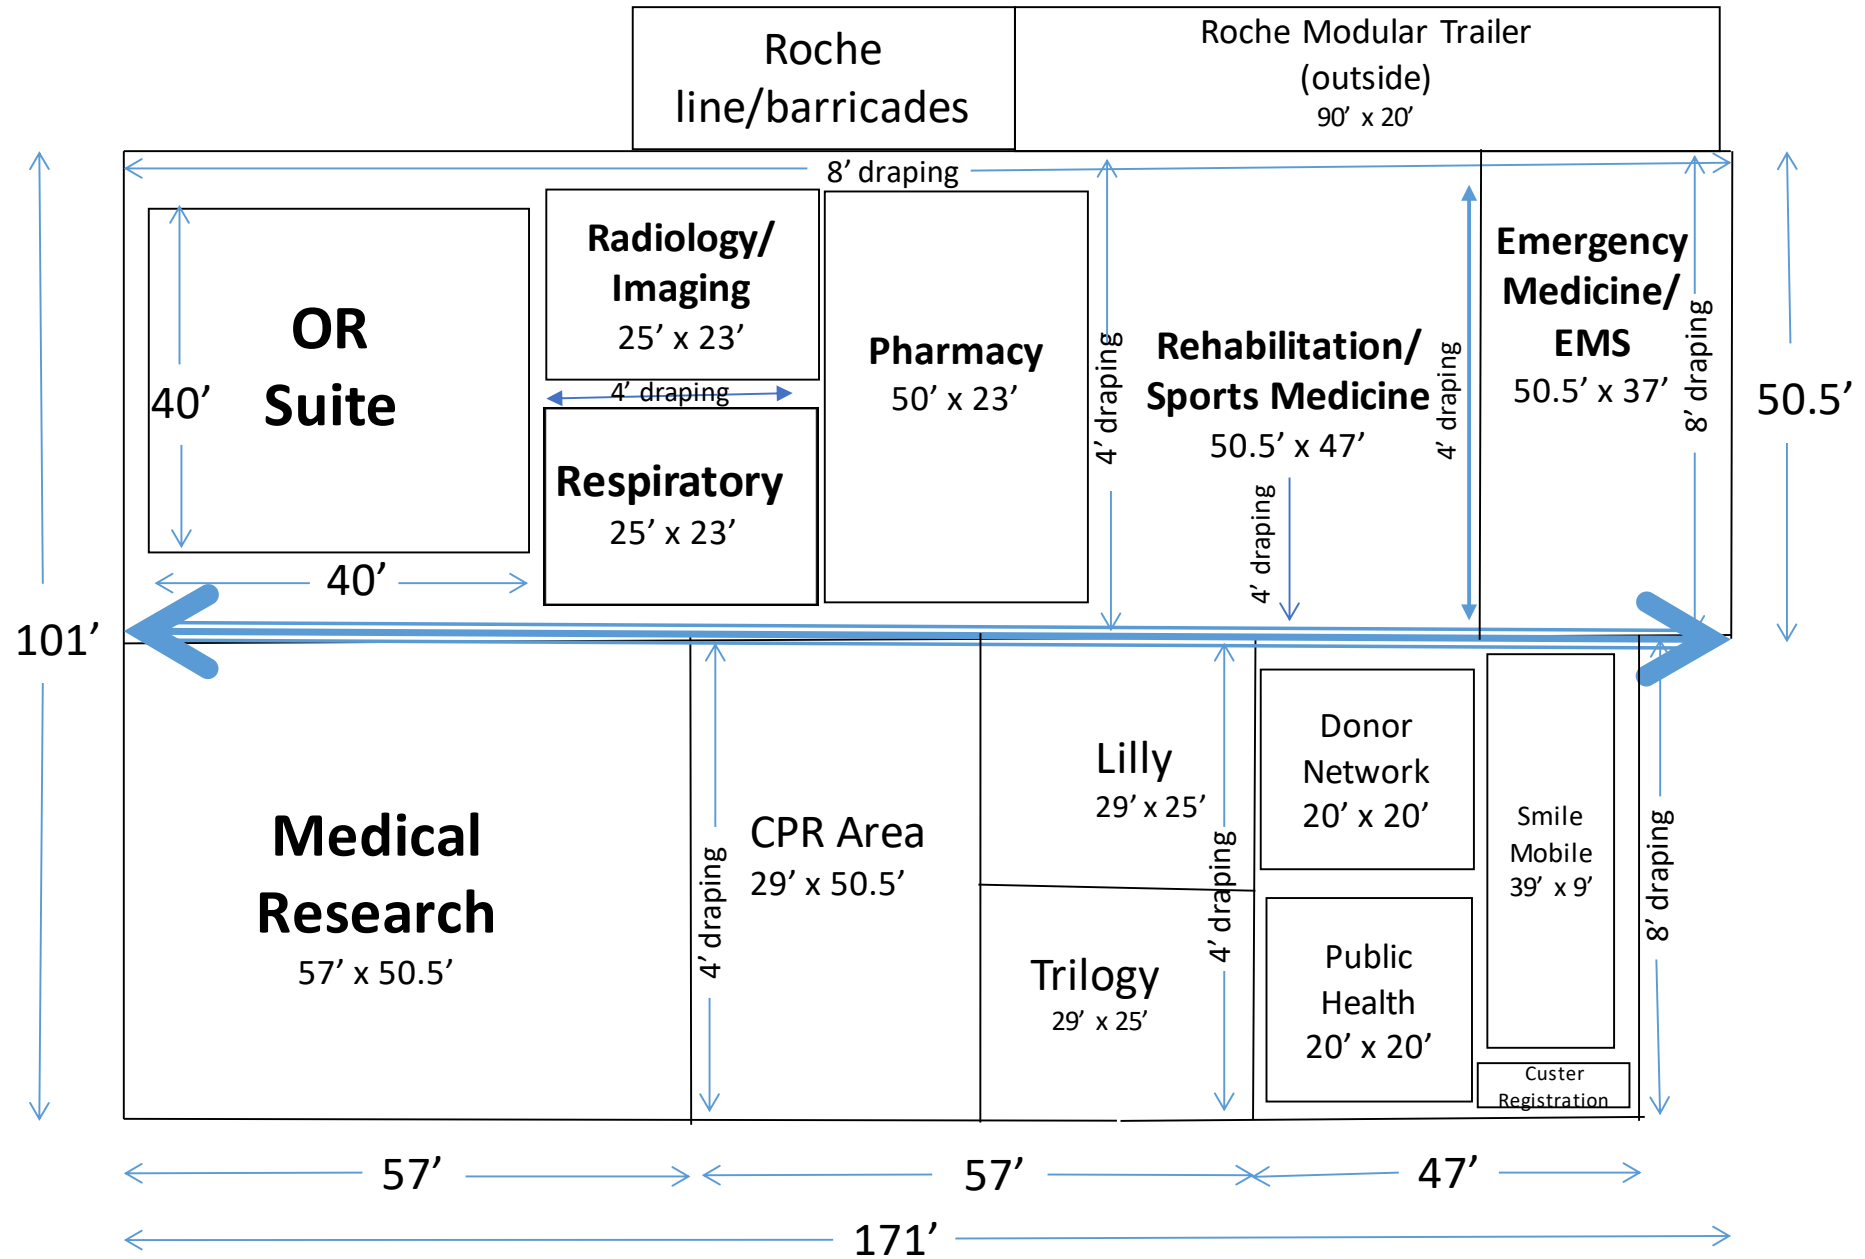 Roche
line/barricades
Roche Modular Trailer
(outside)
90’ x 20’
8’ draping
OR
Suite
40’
40’
Radiology/
Imaging
25’ x 23’
4’ draping
Respiratory
25’ x 23’
Pharmacy
50’ x 23’
4’ draping
Rehabilitation/
Sports Medicine
50.5’ x 47’
4’ draping
4’ draping
Emergency
Medicine/
EMS
50.5’ x 37’
8’ draping
50.5’
101’
Medical
Research
57’ x 50.5’
4’ draping
CPR Area
29’ x 50.5’
Lilly
29’ x 25’
Trilogy
29’ x 25’
4’ draping
Donor
Network
20’ x 20’
Public
Health
20’ x 20’
Smile
Mobile
39’ x 9’
Custer
Registration
8’ draping
57’
57’
47’
171’